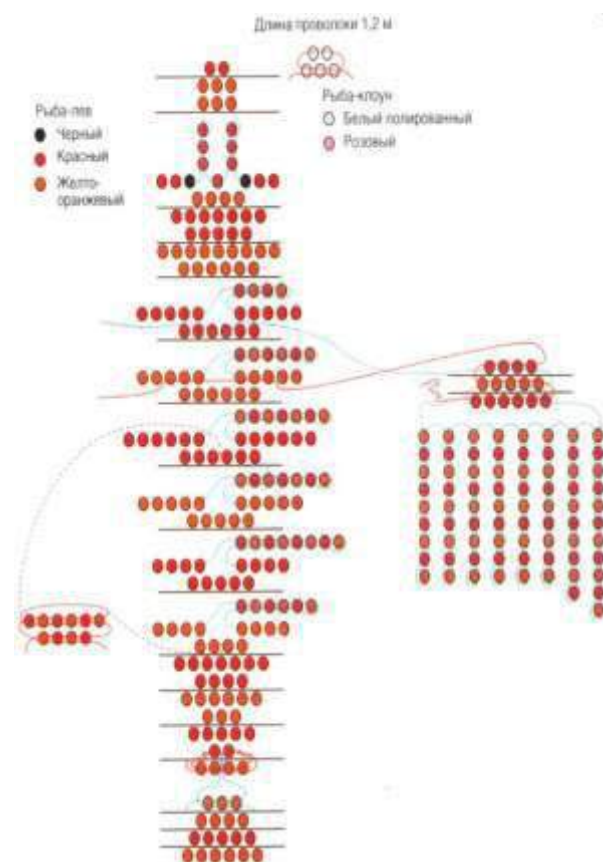 Длина проволоки 1,2 м
Рыба-лев
Черный
Красный
Желто-
оранжевый
Рыба-клоун
Белый полированный
Розовый